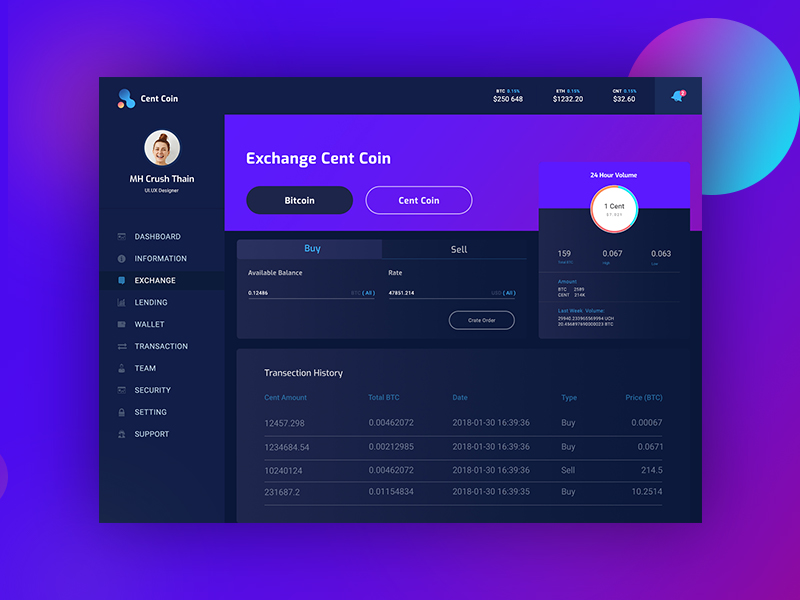 Cent Coin
BTC 0.15% ETH 0.15% CNT 0.15%
$250 648 $1232.20 $32.60
2
MH Crush Thain
UI.UX Designer
DASHBOARD
INFORMATION
EXCHANGE
LENDING
WALLET
TRANSACTION
TEAM
SECURITY
SETTING
SUPPORT
Exchange Cent Coin
Bitcoin Cent Coin
Buy Sell
Available Balance Rate
0.12486 BTC ( All ) 47851.214 USD ( All )
Crate Order
24 Hour Volume
1 Cent
159 0.067 0.063
Total BTC High Low
Amount
BTC 2589
CENT 214K
Last Week Volume:
29940.233965569994 UCH
20.496897690000023 BTC
Transection History
Cent Amount Total BTC Date Type Price (BTC)
12457.298 0.00462072 2018-01-30 16:39:36 Buy 0.00067
1234684.54 0.00212985 2018-01-30 16:39:36 Buy 0.0671
10240124 0.00462072 2018-01-30 16:39:36 Sell 214.5
231687.2 0.01154834 2018-01-30 16:39:35 Buy 10.2514